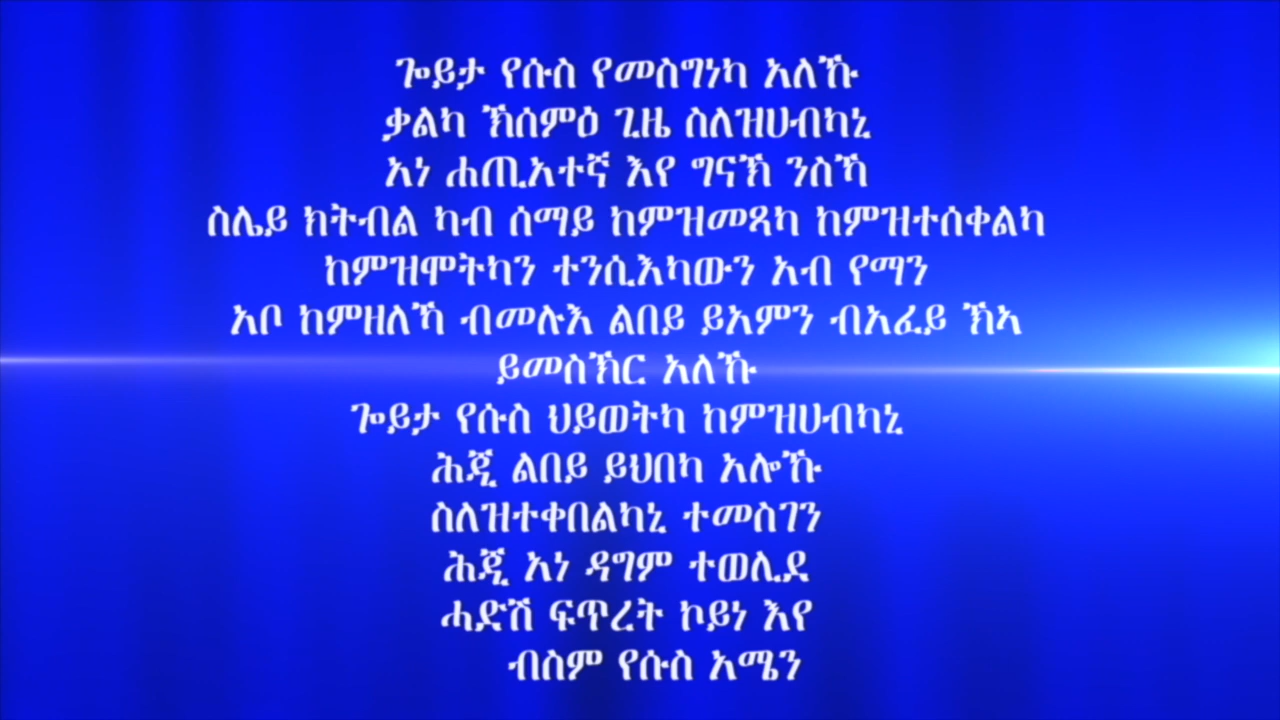 ጐይታ የሱስ የመስግነካ አለኹ
ቃልካ ኽሰምዕ ጊዜ ስለዝሀብካኒ
አነ ሐጢአተኛ እየ ግናኽ ንስኻ
ስሌይ ክትብል ካብ ሰማይ ከምዝመጻካ ከምዝተሰቀልካ
ከምዝሞትካን ተንሲእካውን አብ የማን
አቦ ከምዘለኻ ብመሉእ ልበይ ይአምን ብአፈይ ኽኣ
ይመስኽር አለኹ
ጐይታ የሱስ ህይወትካ ከምዝሀብካኒ
ሕጂ ልበይ ይህበካ አሎኹ
ስለዝተቀበልካኒ ተመስገን
ሕጂ አነ ዳግም ተወሊደ
ሓድሽ ፍጥረት ኮይነ እየ
ብስም የሱስ አሜን